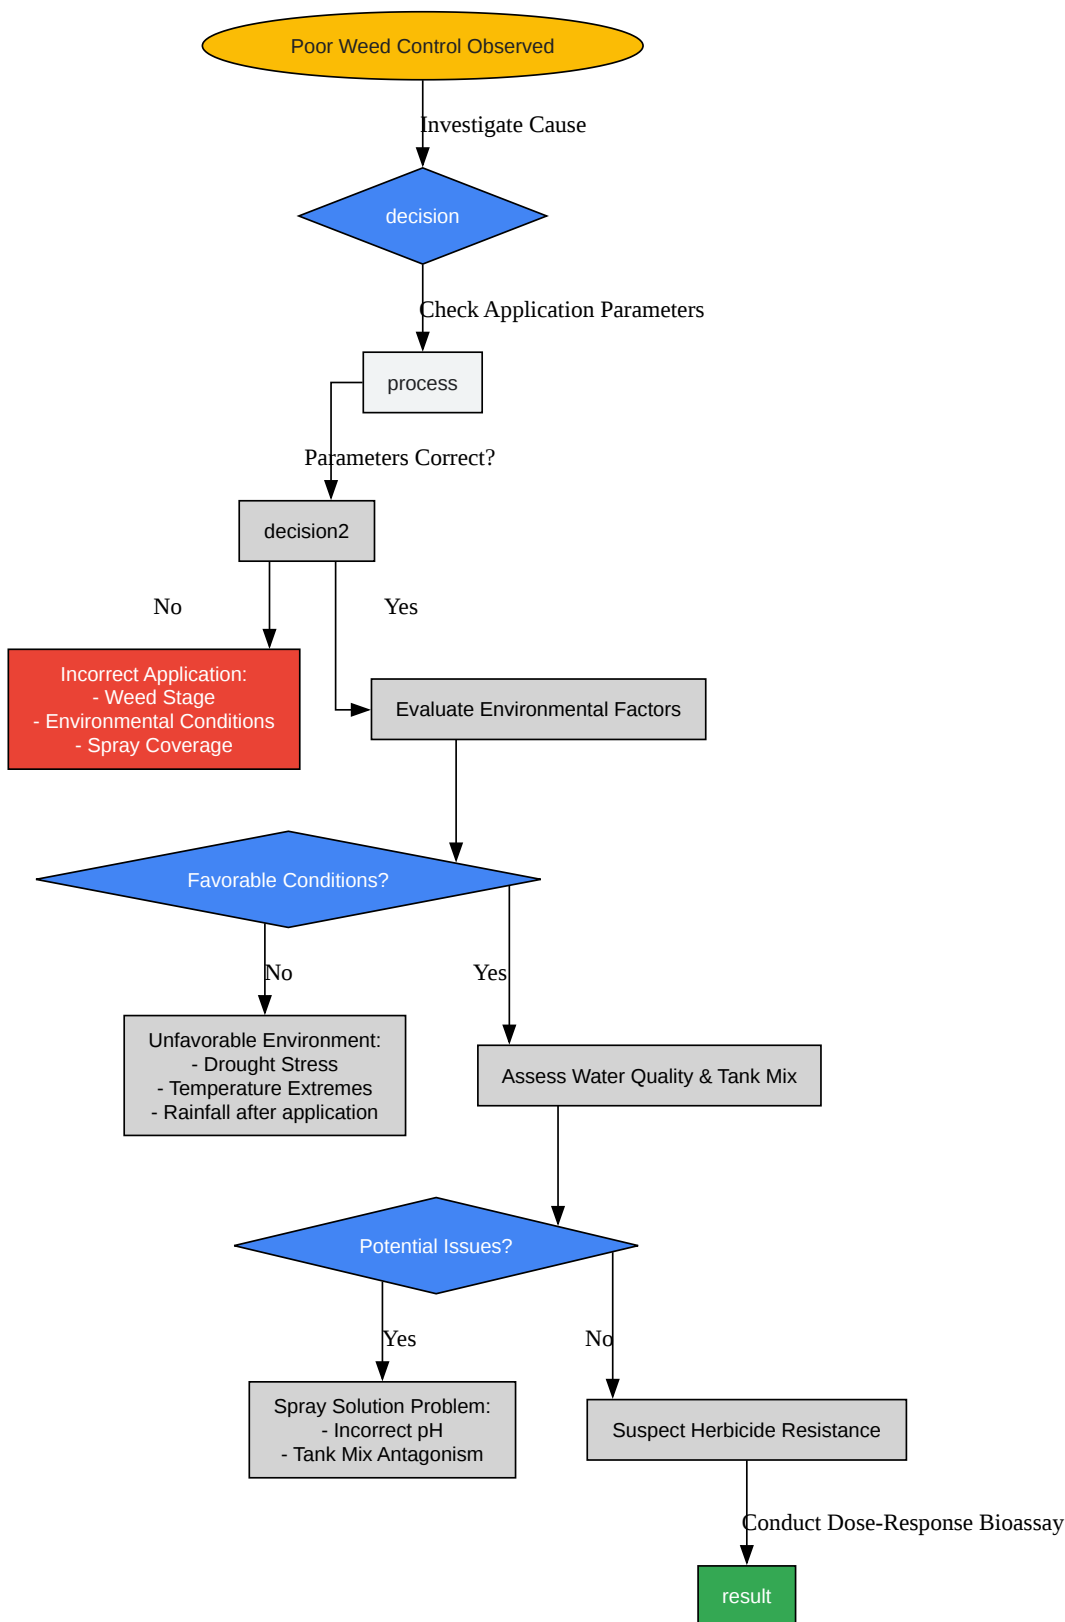 Poor Weed Control Observed
Investigate Cause
decision
Check Application Parameters
process
Parameters Correct?
decision2
No
Yes
Incorrect Application:
- Weed Stage
- Environmental Conditions
- Spray Coverage
Evaluate Environmental Factors
Favorable Conditions?
No
Yes
Unfavorable Environment:
- Drought Stress
- Temperature Extremes
- Rainfall after application
Assess Water Quality & Tank Mix
Potential Issues?
Yes
No
Spray Solution Problem:
- Incorrect pH
- Tank Mix Antagonism
Suspect Herbicide Resistance
Conduct Dose-Response Bioassay
result